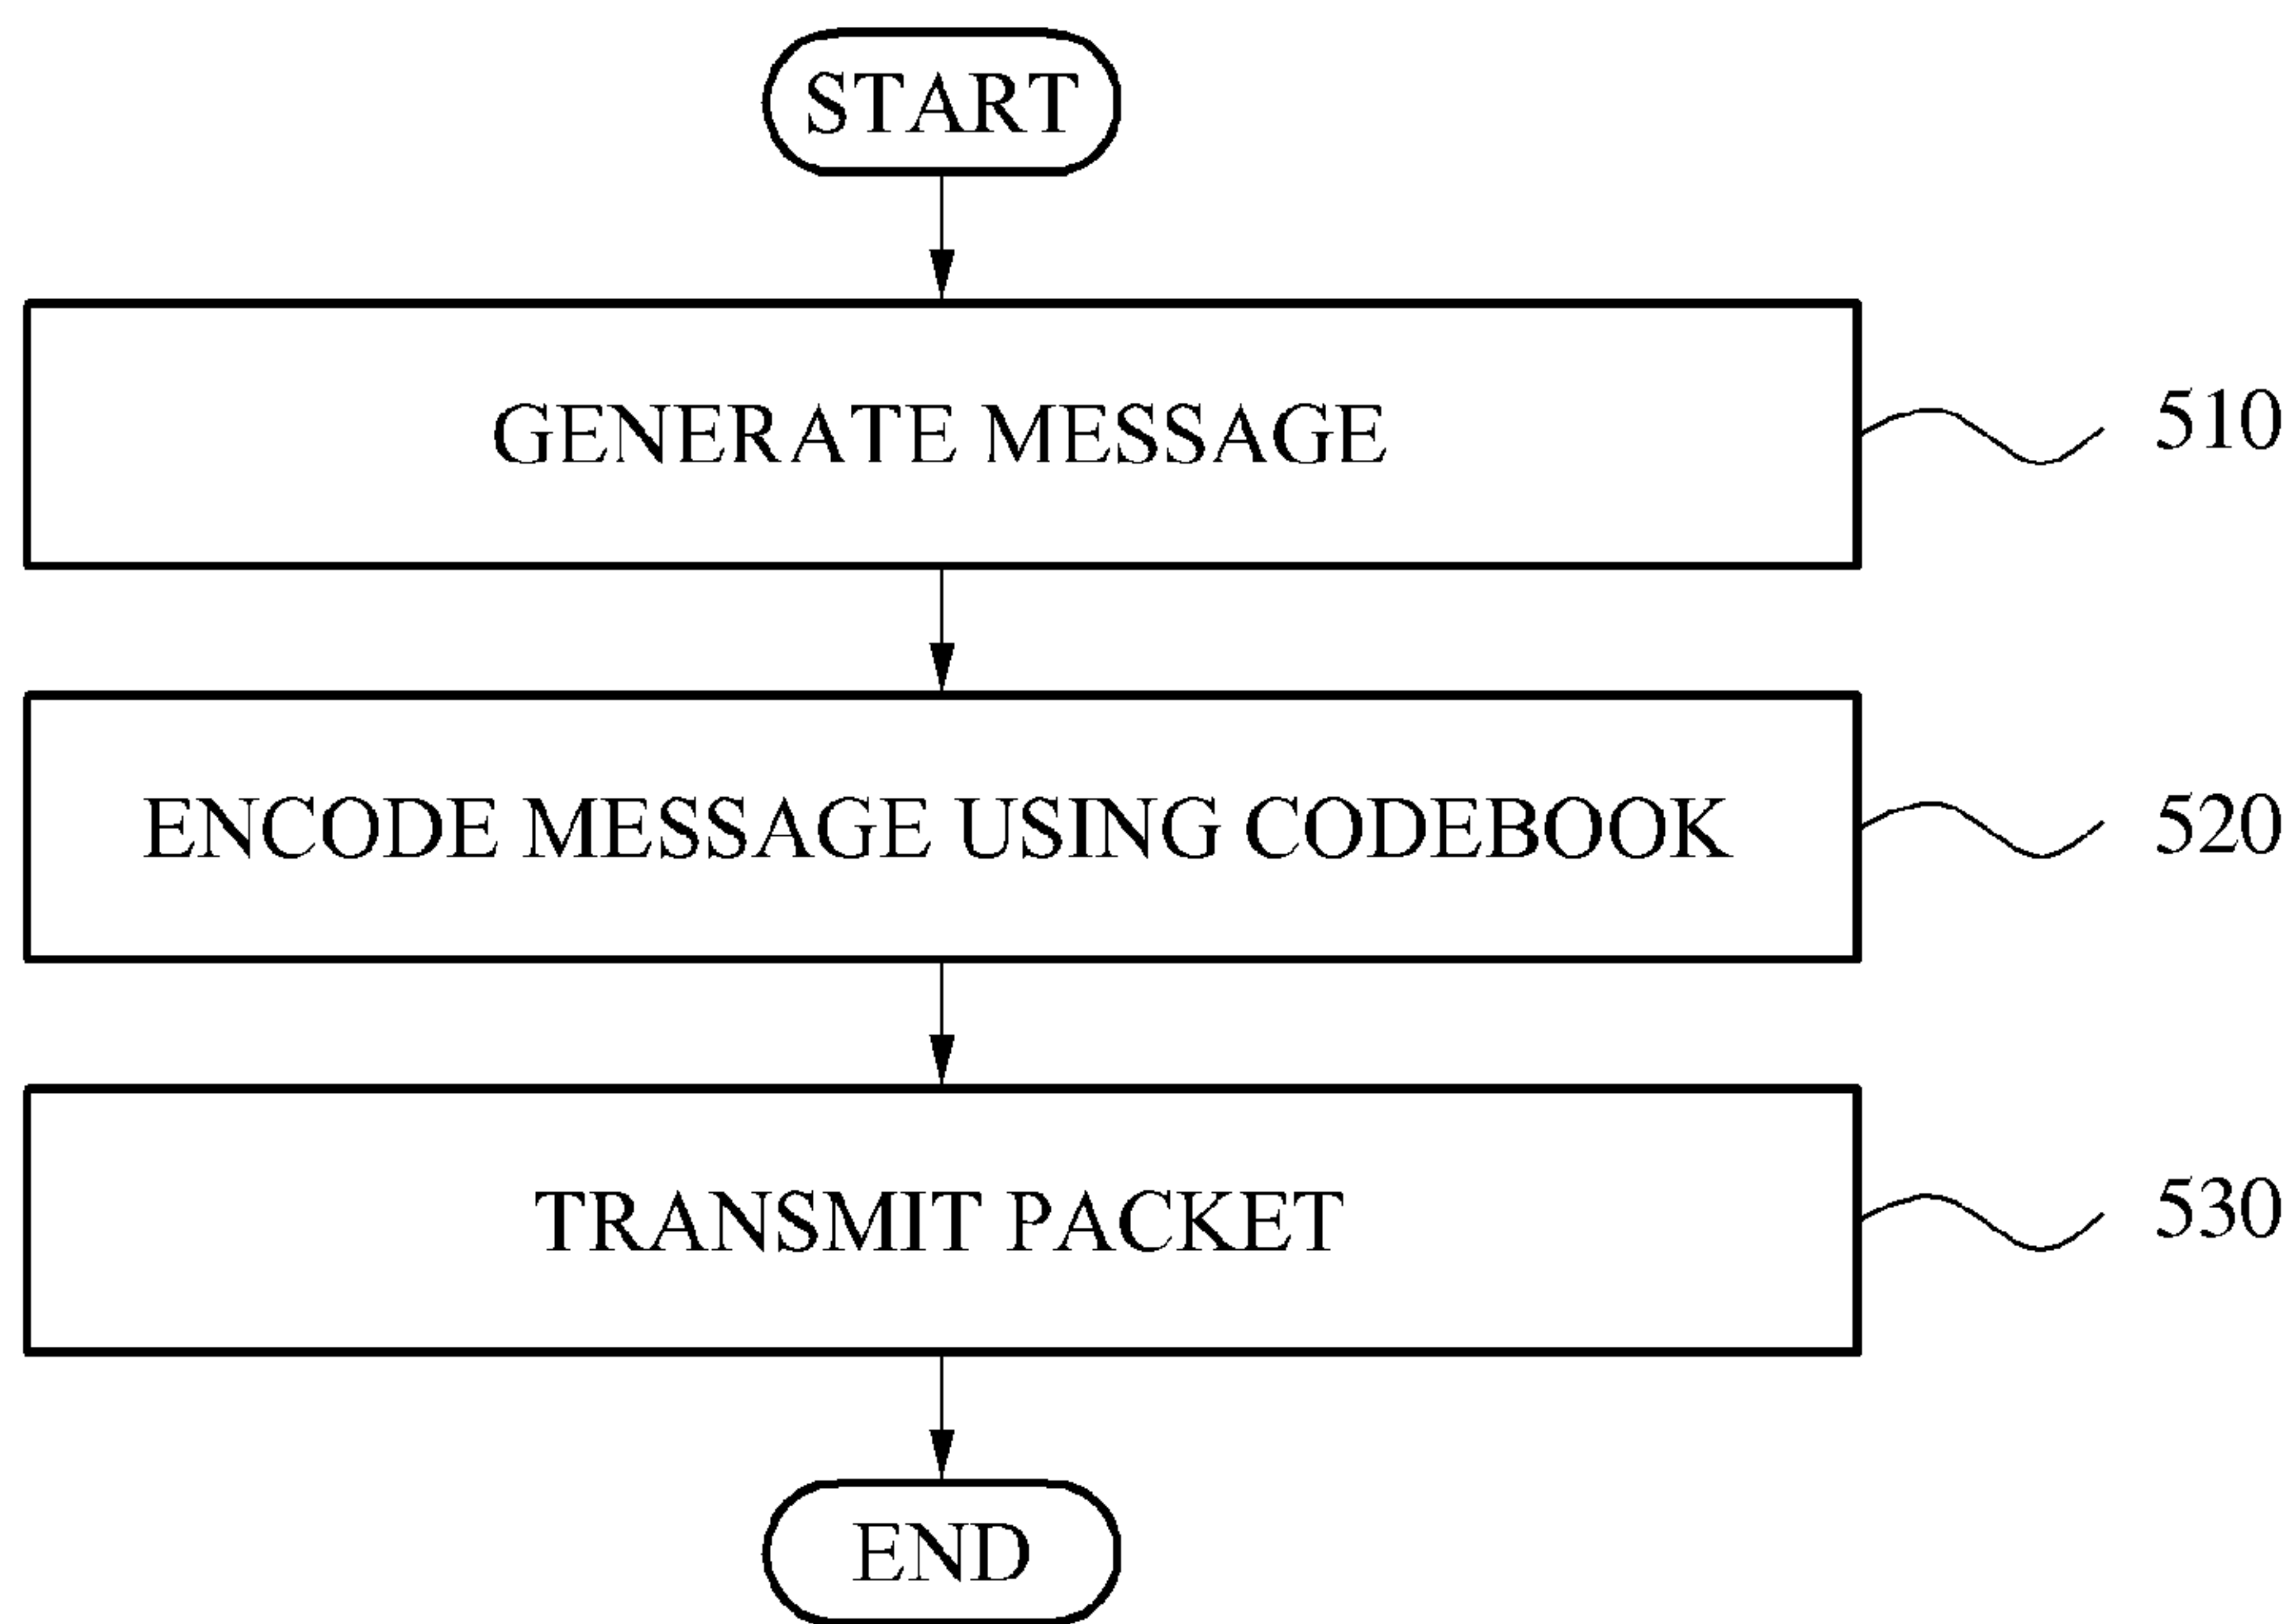 START
GENERATE MESSAGE 510
ENCODE MESSAGE USING CODEBOOK 520
TRANSMIT PACKET 530
END